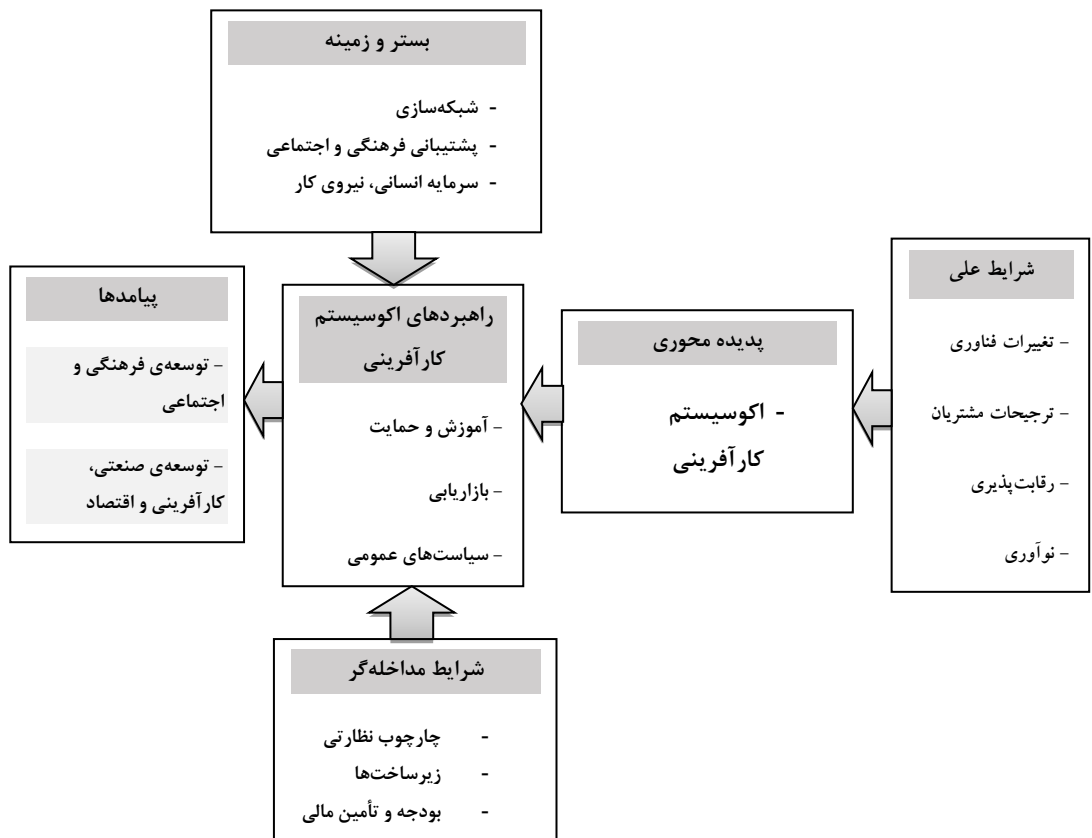 بستر و زمینه
- شبکه‌سازی
- پشتیبانی فرهنگی و اجتماعی
- سرمایه انسانی، نیروی کار
شرایط علی
- تغییرات فناوری
- ترجیحات مشتریان
- رقابت‌پذیری
- نوآوری
پدیده محوری
- اکوسیستم
کارآفرینی
راهبردهای اکوسیستم
کارآفرینی
- آموزش و حمایت
- بازاریابی
- سیاست‌های عمومی
پیامدها
- توسعه‌ی فرهنگی و
اجتماعی
- توسعه‌ی صنعتی،
کارآفرینی و اقتصاد
شرایط مداخله‌گر
- چارچوب نظارتی
- زیرساخت‌ها
- بودجه و تأمین مالی